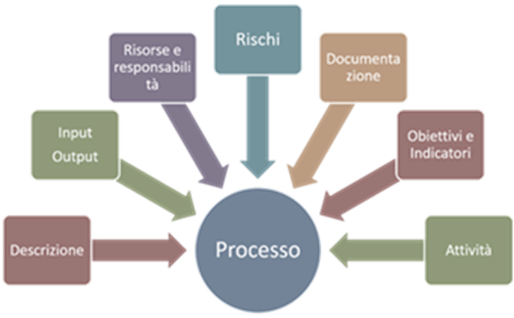 Rischi
Risorse e
responsabili
tà
Documenta
zione
Input
Output
Obiettivi e
Indicatori
Descrizione
Processo
Attività